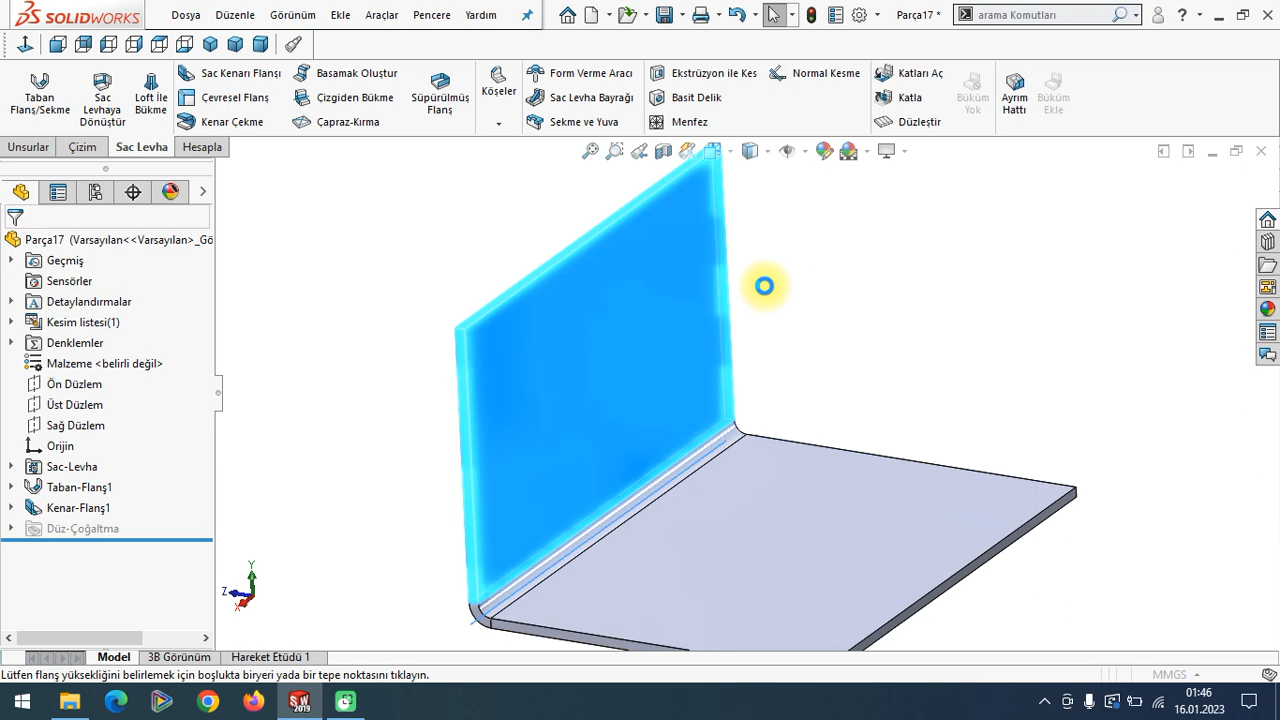 SOLIDWORKS
Dosya Düzenle Görünüm Ekle Araçlar Pencere Yardım
Parça17 *
arama Komutları
Taban Flanş/Sekme
Sac Levhaya Dönüştür
Loft İle Bükme
Sac Kenarı Flanşı
Çevresel Flanş
Kenar Çekme
Basamak Oluştur
Çizgiden Bükme
Çapraz-kırma
Süpürülmüş Flanş
Köşeler
Form Verme Aracı
Sac Levha Bayrağı
Sekme ve Yuva
Ekstrüzyon ile Kes
Basit Delik
Menfez
Normal Kesme
Katları Aç
Katla
Düzleştir
Büküm Yok
Ayrım Hattı
Büküm Ekle
Unsurlar Çizim Sac Levha Hesapla
Parça17 (Varsayılan<<Varsayılan>_Gö
Geçmiş
Sensörler
Detaylandırmalar
Kesim listesi(1)
Denklemler
Malzeme <belirli değil>
Ön Düzlem
Üst Düzlem
Sağ Düzlem
Orijin
Sac-Levha
Taban-Flanş1
Kenar-Flanş1
Düz-Çoğaltma
Y
Z
X
Model 3B Görünüm Hareket Etüdü 1
Lütfen flanş yüksekliğini belirlemek için boşlukta biryeri yada bir tepe noktasını tıklayın.
MMGS
SW
2019
01:46
16.01.2023